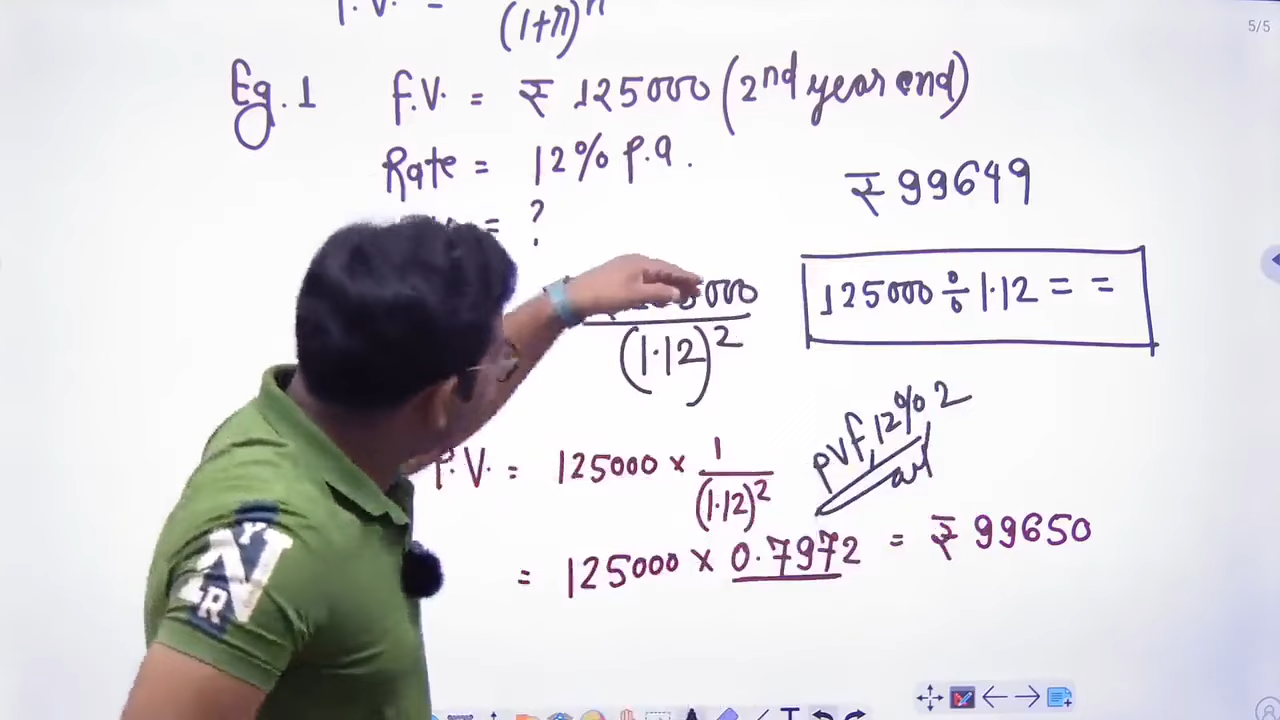 5/5
P.V. =
(1+r)^n
Eg. 1 F.V. = ₹ 125000 (2nd year end)
Rate = 12% p.a.
= ?
₹ 99649
000
(1.12)^2
125000 ÷ 1.12 = =
P.V. = 125000 × 1/(1.12)^2
PVf, 12% 2
= 125000 × 0.7972 = ₹ 99650
N
R
T